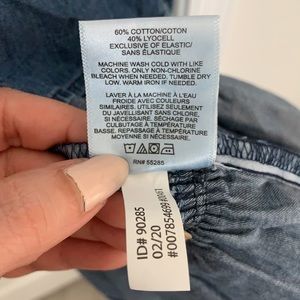 60% COTTON/COTON
40% LYOCELL
EXCLUSIVE OF ELASTIC/
SANS ÉLASTIQUE
MACHINE WASH COLD WITH LIKE
COLORS. ONLY NON-CHLORINE
BLEACH WHEN NEEDED. TUMBLE DRY
LOW. WARM IRON IF NEEDED.
LAVER À LA MACHINE À L'EAU
FROIDE AVEC COULEURS
SIMILAIRES. UTILISEZ SEULEMENT
DU JAVELLISANT SANS CHLORE
SI NÉCESSAIRE. SÉCHAGE PAR
CULBUTAGE À TEMPÉRATURE
BASSE. REPASSAGE À TEMPÉRATURE
MOYENNE SI NÉCESSAIRE.
RN# 55285
ID# 90285
02/20
#007854699#00041